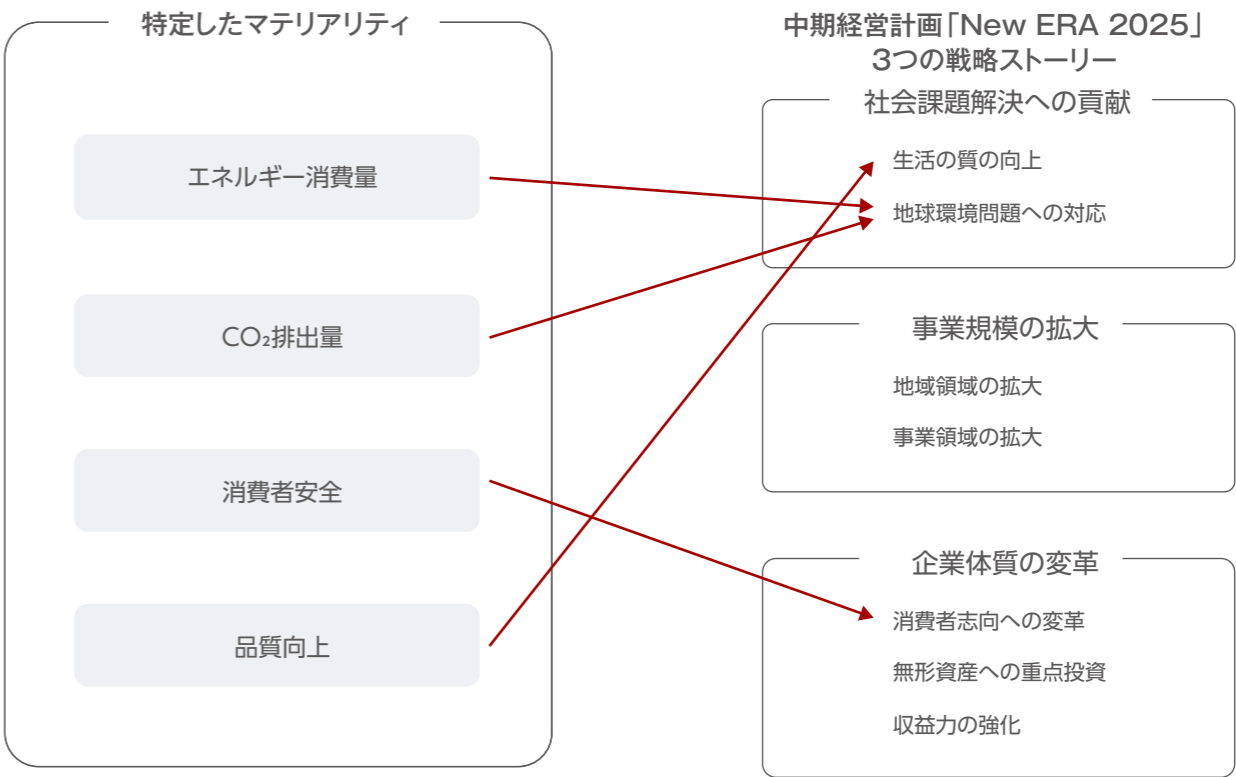 特定したマテリアリティ
エネルギー消費量
CO₂排出量
消費者安全
品質向上
中期経営計画「New ERA 2025」
3つの戦略ストーリー
社会課題解決への貢献
生活の質の向上
地球環境問題への対応
事業規模の拡大
地域領域の拡大
事業領域の拡大
企業体質の変革
消費者志向への変革
無形資産への重点投資
収益力の強化